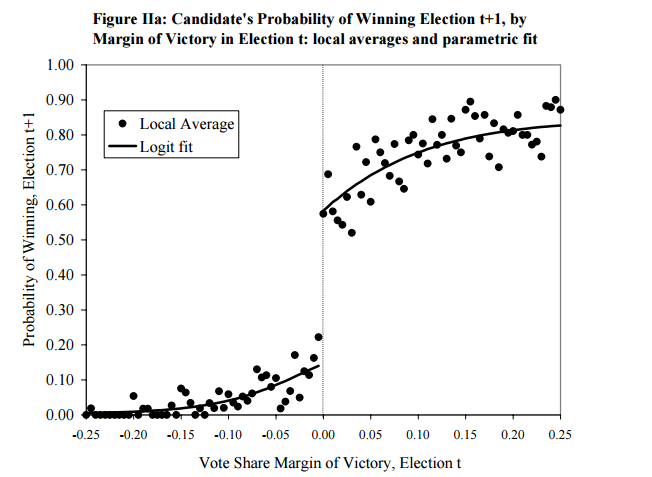 Figure IIa: Candidate's Probability of Winning Election t+1, by
Margin of Victory in Election t: local averages and parametric fit
1.00
0.90
0.80
0.70
0.60
0.50
0.40
0.30
0.20
0.10
0.00
Probability of Winning, Election t+1
Local Average
Logit fit
-0.25 -0.20 -0.15 -0.10 -0.05 0.00 0.05 0.10 0.15 0.20 0.25
Vote Share Margin of Victory, Election t